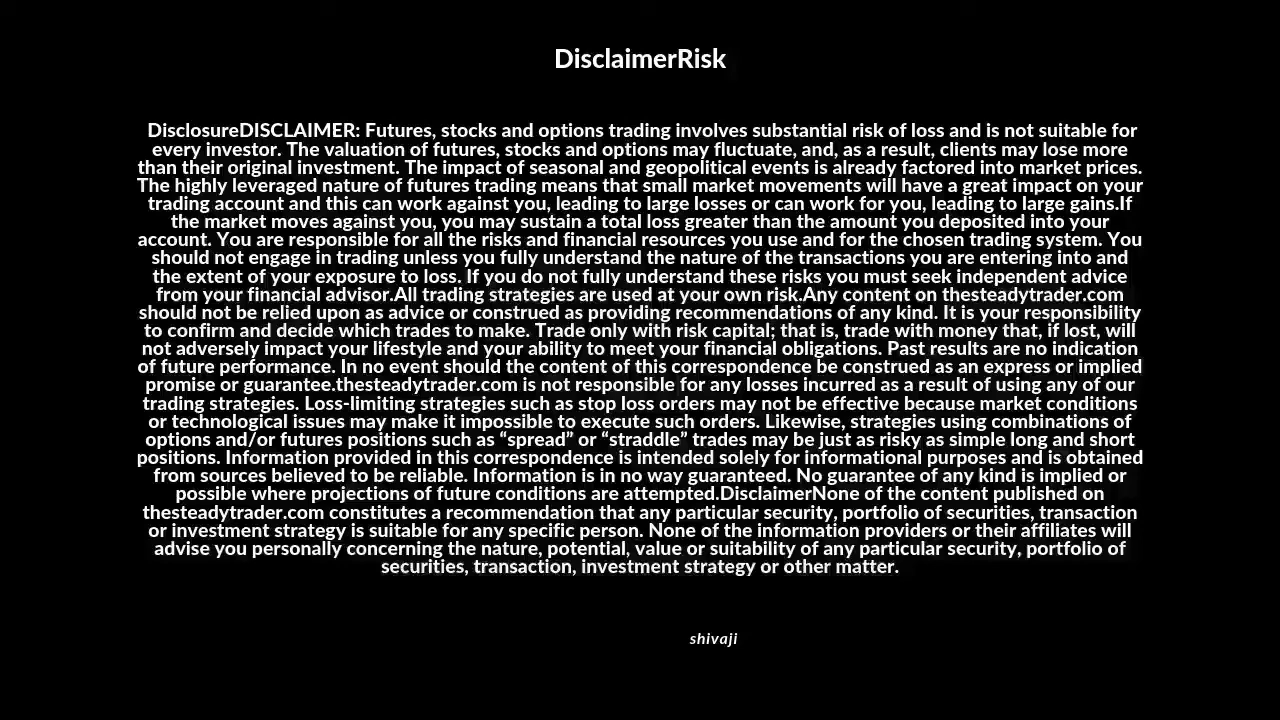 DisclaimerRisk
DisclosureDISCLAIMER: Futures, stocks and options trading involves substantial risk of loss and is not suitable for
every investor. The valuation of futures, stocks and options may fluctuate, and, as a result, clients may lose more
than their original investment. The impact of seasonal and geopolitical events is already factored into market prices.
The highly leveraged nature of futures trading means that small market movements will have a great impact on your
trading account and this can work against you, leading to large losses or can work for you, leading to large gains.If
the market moves against you, you may sustain a total loss greater than the amount you deposited into your
account. You are responsible for all the risks and financial resources you use and for the chosen trading system. You
should not engage in trading unless you fully understand the nature of the transactions you are entering into and
the extent of your exposure to loss. If you do not fully understand these risks you must seek independent advice
from your financial advisor.All trading strategies are used at your own risk.Any content on thesteadytrader.com
should not be relied upon as advice or construed as providing recommendations of any kind. It is your responsibility
to confirm and decide which trades to make. Trade only with risk capital; that is, trade with money that, if lost, will
not adversely impact your lifestyle and your ability to meet your financial obligations. Past results are no indication
of future performance. In no event should the content of this correspondence be construed as an express or implied
promise or guarantee.thesteadytrader.com is not responsible for any losses incurred as a result of using any of our
trading strategies. Loss-limiting strategies such as stop loss orders may not be effective because market conditions
or technological issues may make it impossible to execute such orders. Likewise, strategies using combinations of
options and/or futures positions such as “spread” or “straddle” trades may be just as risky as simple long and short
positions. Information provided in this correspondence is intended solely for informational purposes and is obtained
from sources believed to be reliable. Information is in no way guaranteed. No guarantee of any kind is implied or
possible where projections of future conditions are attempted.DisclaimerNone of the content published on
thesteadytrader.com constitutes a recommendation that any particular security, portfolio of securities, transaction
or investment strategy is suitable for any specific person. None of the information providers or their affiliates will
advise you personally concerning the nature, potential, value or suitability of any particular security, portfolio of
securities, transaction, investment strategy or other matter.
shivaji